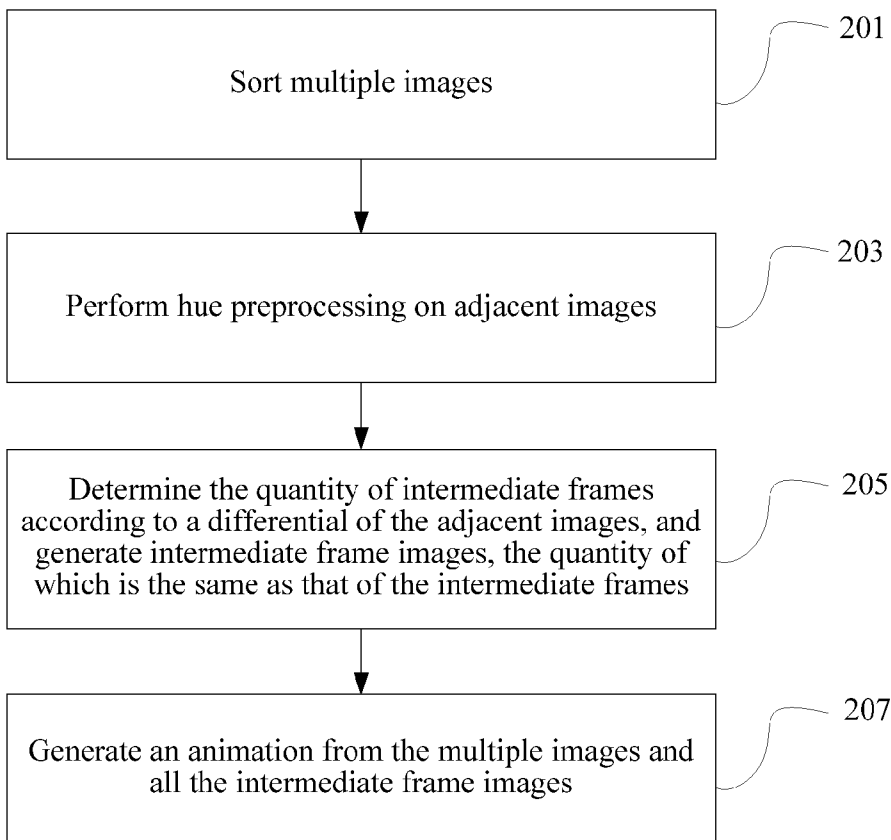 201
Sort multiple images
203
Perform hue preprocessing on adjacent images
205
Determine the quantity of intermediate frames
according to a differential of the adjacent images, and
generate intermediate frame images, the quantity of
which is the same as that of the intermediate frames
207
Generate an animation from the multiple images and
all the intermediate frame images